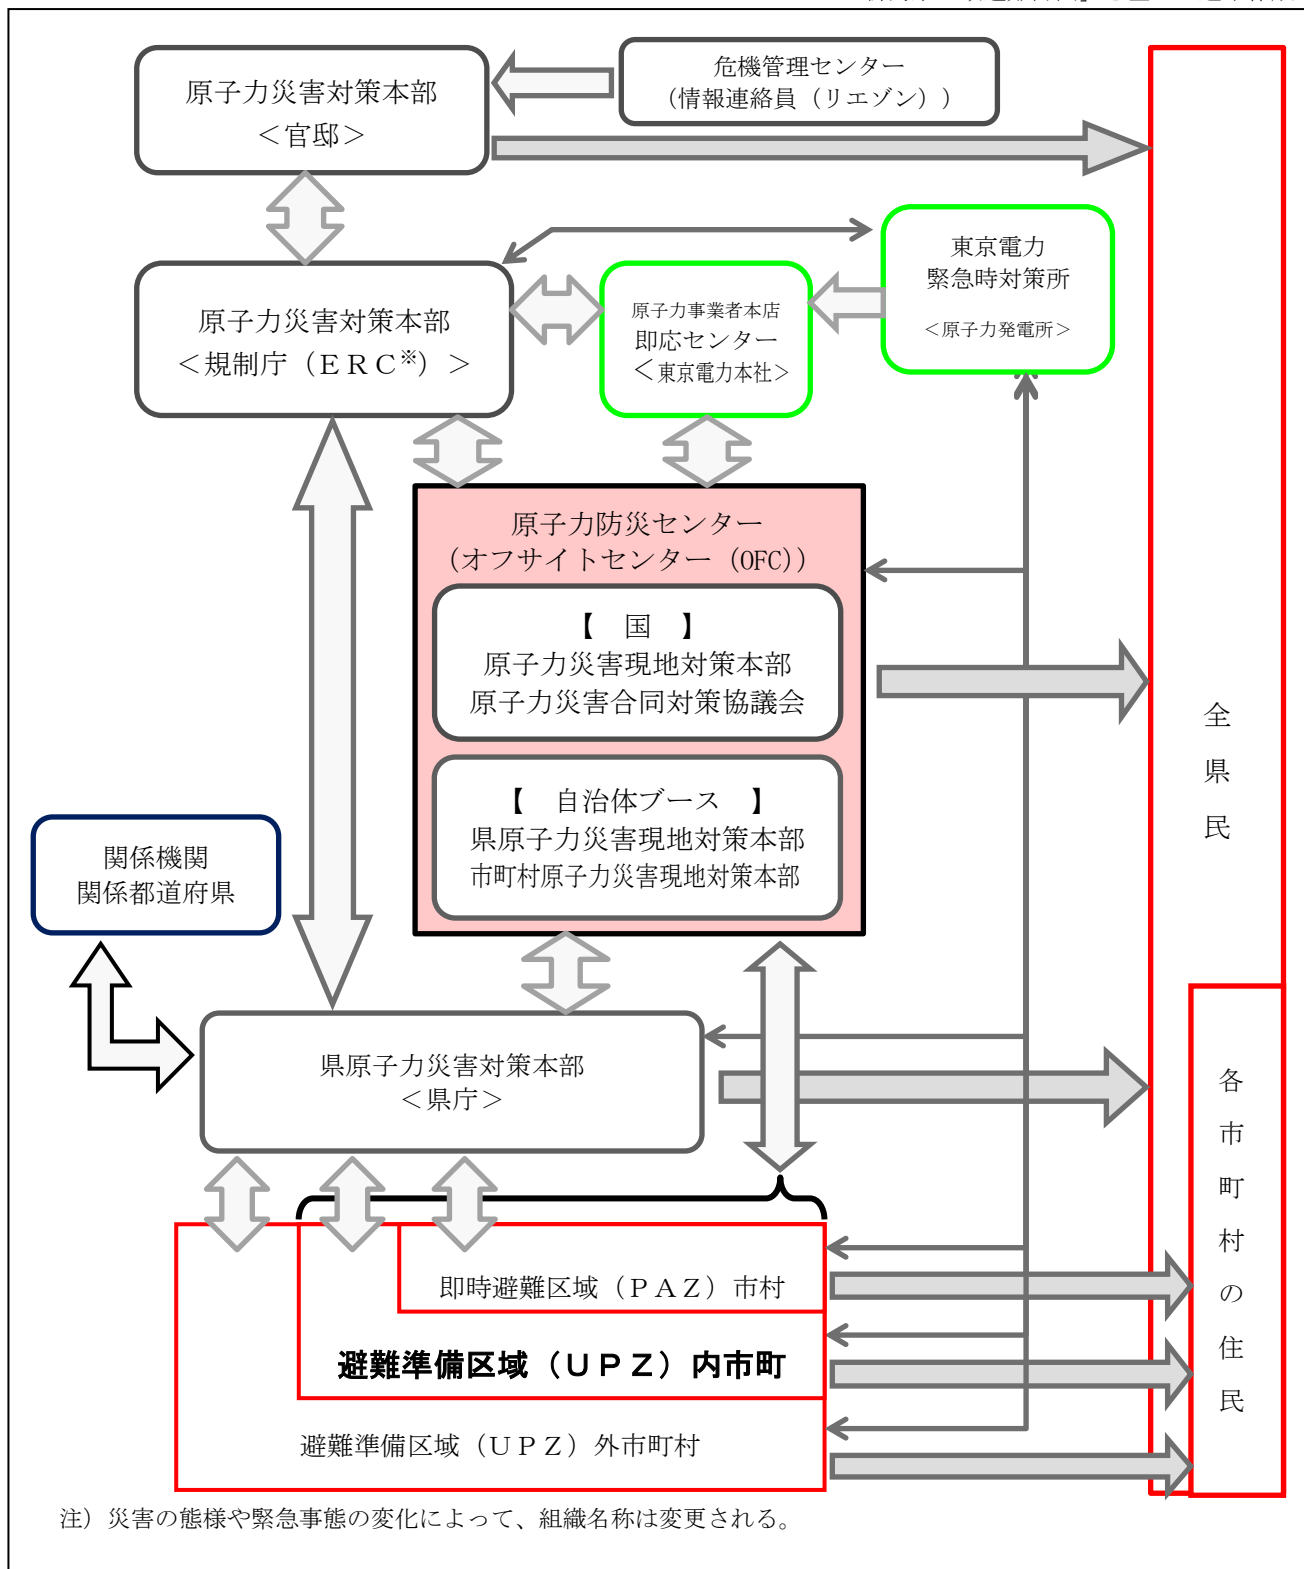 危機管理センター
（情報連絡員（リエゾン））
原子力災害対策本部
＜官邸＞
東京電力
緊急時対策所
＜原子力発電所＞
原子力災害対策本部
＜規制庁（ＥＲＣ※）＞
原子力事業者本店
即応センター
＜東京電力本社＞
原子力防災センター
（オフサイトセンター（OFC））
【　国　】
原子力災害現地対策本部
原子力災害合同対策協議会
【　自治体ブース　】
県原子力災害現地対策本部
市町村原子力災害現地対策本部
全県民
関係機関
関係都道府県
県原子力災害対策本部
＜県庁＞
各市町村の住民
即時避難区域（ＰＡＺ）市村
避難準備区域（ＵＰＺ）内市町
避難準備区域（ＵＰＺ）外市町村
注）災害の態様や緊急事態の変化によって、組織名称は変更される。